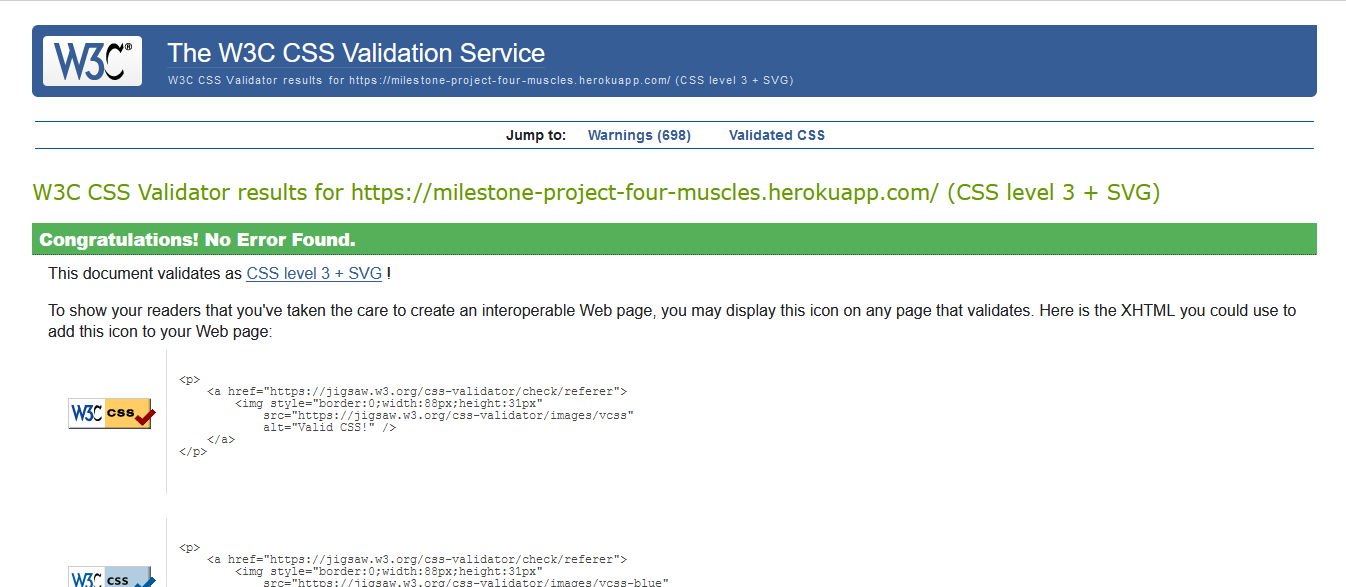 W3C®
The W3C CSS Validation Service
W3C CSS Validator results for https://milestone-project-four-muscles.herokuapp.com/ (CSS level 3 + SVG)
Jump to: Warnings (698) Validated CSS
W3C CSS Validator results for https://milestone-project-four-muscles.herokuapp.com/ (CSS level 3 + SVG)
Congratulations! No Error Found.
This document validates as CSS level 3 + SVG !
To show your readers that you've taken the care to create an interoperable Web page, you may display this icon on any page that validates. Here is the XHTML you could use to
add this icon to your Web page:
W3C css
<p>
<a href="https://jigsaw.w3.org/css-validator/check/referer">
<img style="border:0;width:88px;height:31px"
src="https://jigsaw.w3.org/css-validator/images/vcss"
alt="Valid CSS!" />
</a>
</p>
W3C css
<p>
<a href="https://jigsaw.w3.org/css-validator/check/referer">
<img style="border:0;width:88px;height:31px"
src="https://jigsaw.w3.org/css-validator/images/vcss-blue"